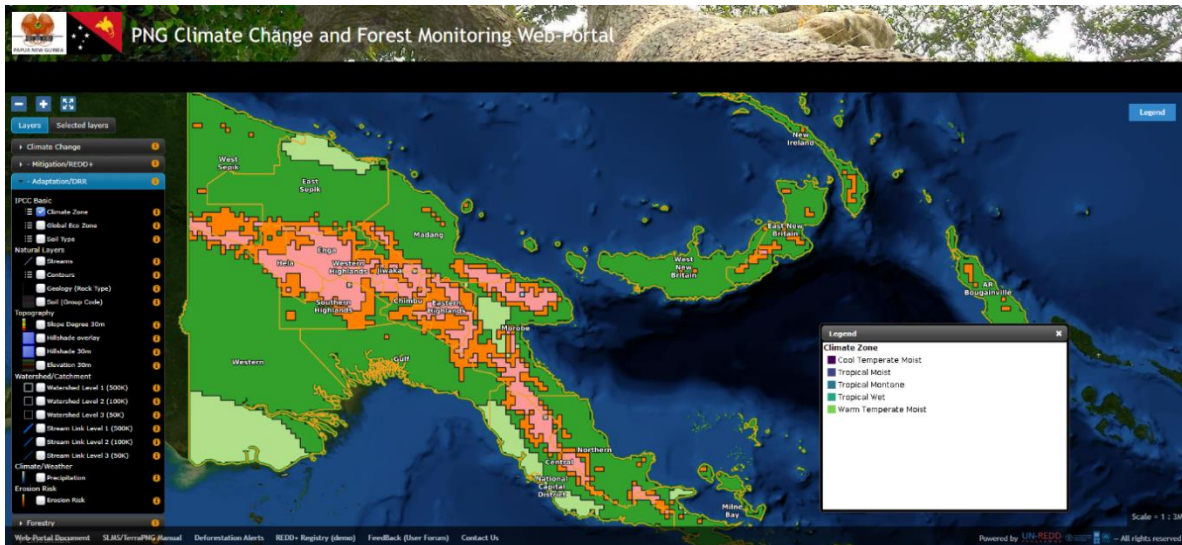 PAPUA NEW GUINEA
PNG Climate Change and Forest Monitoring Web-Portal
Legend
Layers
Selected layers
Climate Change
- Mitigation/REDD+
- Adaptation/DRR
IPCC Basic
Climate Zone
Global Eco Zone
Soil Type
Natural Layers
Streams
Contours
Geology (Rock Type)
Soil (Group Code)
Topography
Slope Degree 30m
Hillshade overlay
Hillshade 30m
Elevation 30m
Watershed/Catchment
Watershed Level 1 (500K)
Watershed Level 2 (100K)
Watershed Level 3 (50K)
Stream Link Level 1 (500K)
Stream Link Level 2 (100K)
Stream Link Level 3 (50K)
Climate/Weather
Precipitation
Erosion Risk
Erosion Risk
Forestry
West
Sepik
East
Sepik
Madang
Enga
Hela
Western
Highlands
Jiwaka
Southern
Highlands
Chimbu
Eastern
Highlands
Morobe
Western
Gulf
Northern
Central
National
Capital
District
Milne
Bay
New
Ireland
East New
Britain
West
New
Britain
AR
Bougainville
Legend
Climate Zone
Cool Temperate Moist
Tropical Moist
Tropical Montane
Tropical Wet
Warm Temperate Moist
Scale = 1 : 3M
Web-Portal Document
SLMS/TerraPNG Manual
Deforestation Alerts
REDD+ Registry (demo)
FeedBack (User Forum)
Contact Us
Powered by UN-REDD
– All rights reserved